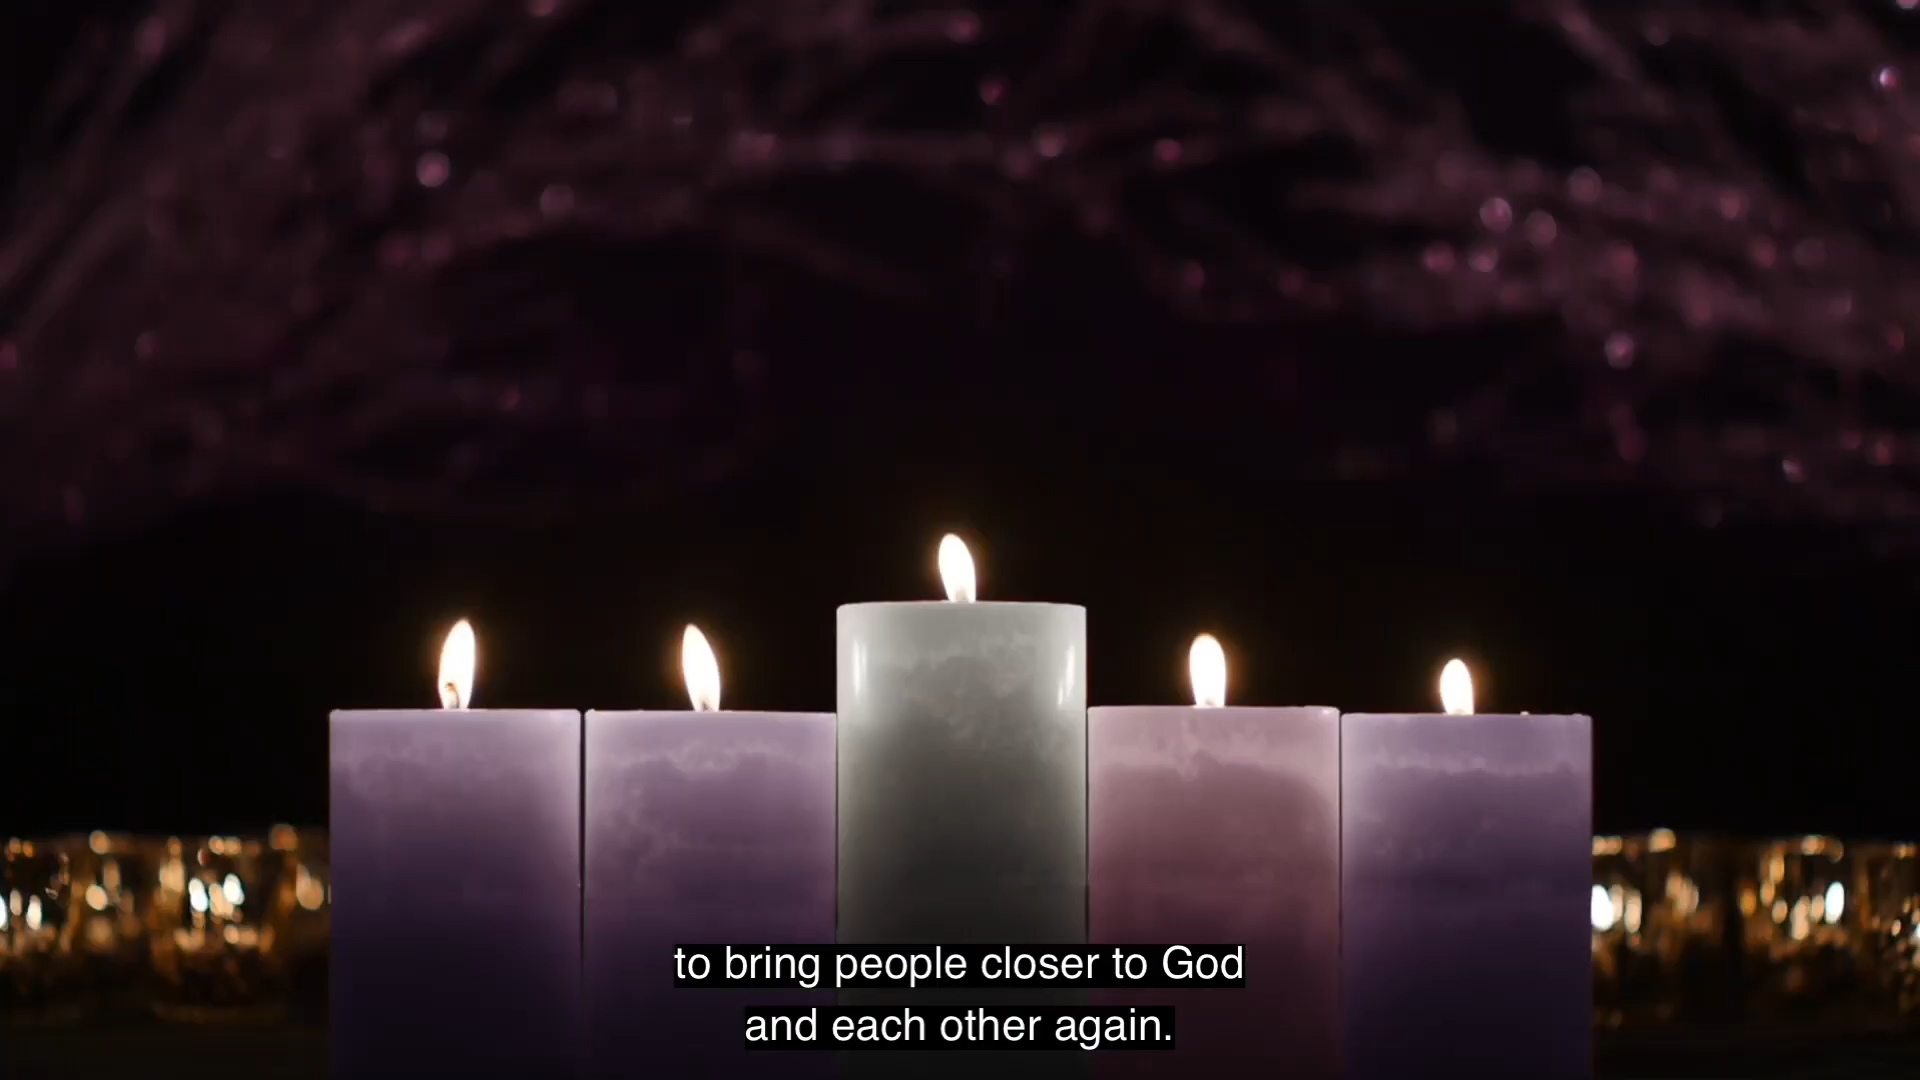 to bring people closer to God
and each other again.